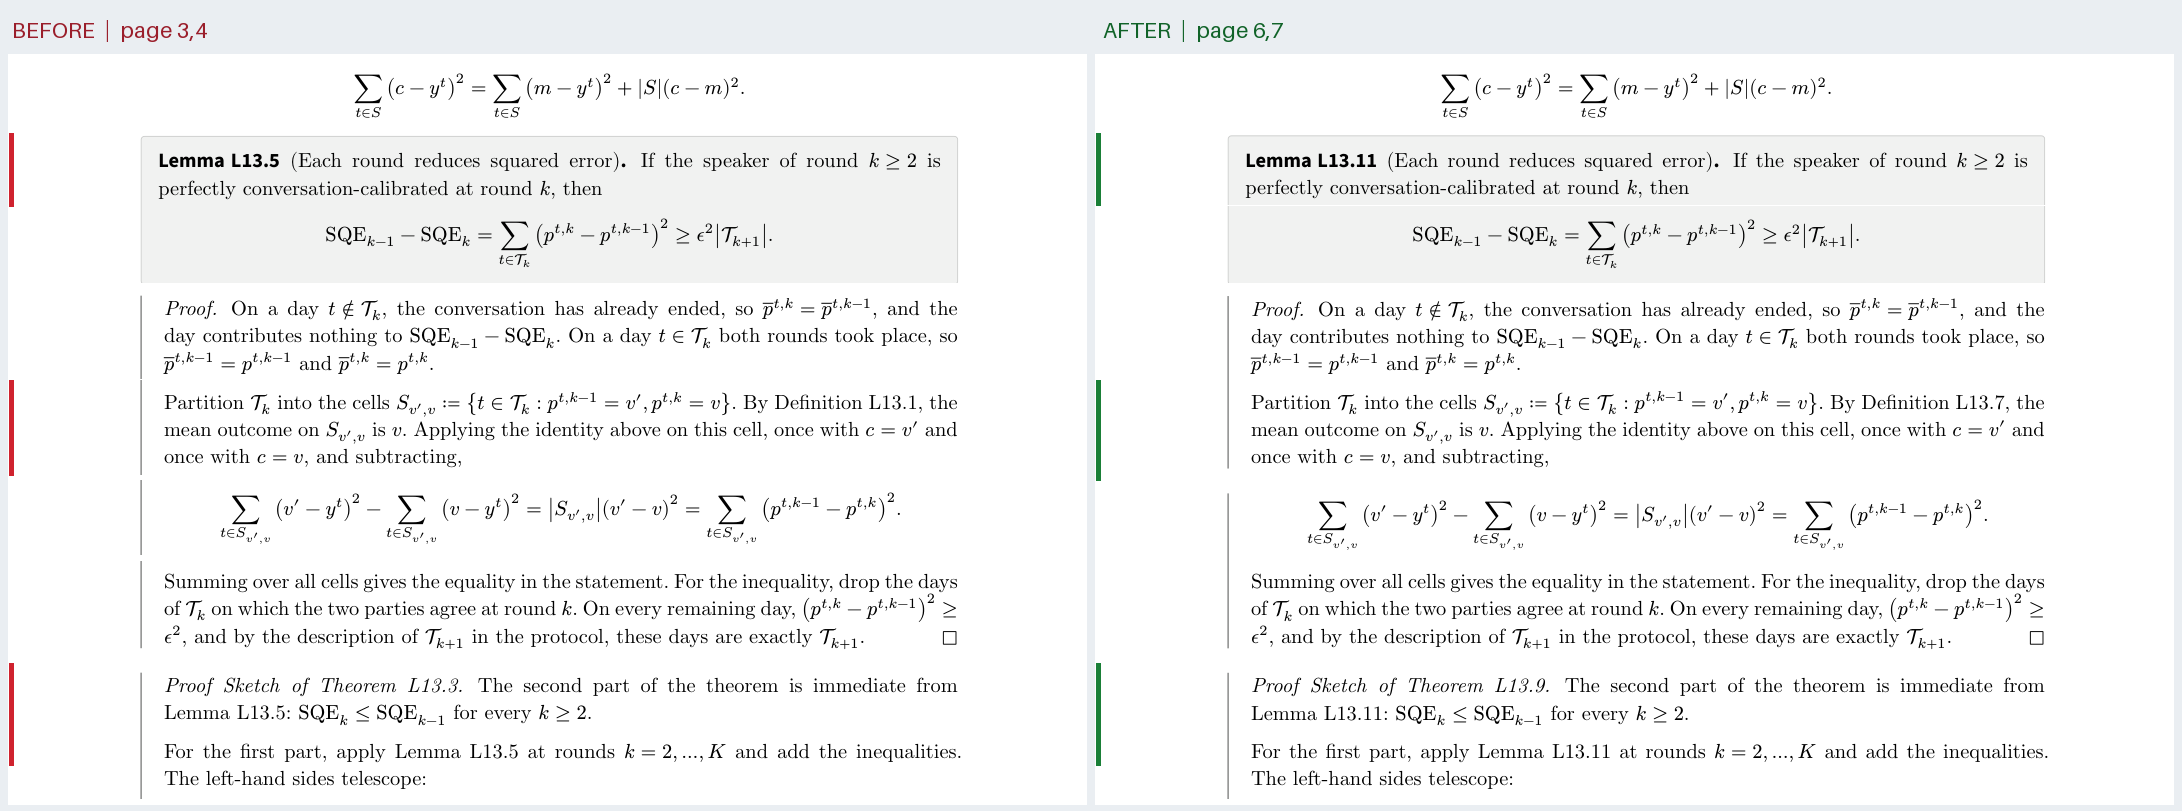 BEFORE | page 3,4
∑_{t∈S} (c − y^t)^2 = ∑_{t∈S} (m − y^t)^2 + |S|(c − m)^2.
Lemma L13.5 (Each round reduces squared error). If the speaker of round k ≥ 2 is
perfectly conversation-calibrated at round k, then
SQE_{k−1} − SQE_k = ∑_{t∈𝒯_k} (p^{t,k} − p^{t,k−1})^2 ≥ ϵ^2|𝒯_{k+1}|.
Proof. On a day t ∉ 𝒯_k, the conversation has already ended, so p̅^{t,k} = p̅^{t,k−1}, and the
day contributes nothing to SQE_{k−1} − SQE_k. On a day t ∈ 𝒯_k both rounds took place, so
p̅^{t,k−1} = p^{t,k−1} and p̅^{t,k} = p^{t,k}.
Partition 𝒯_k into the cells S_{v′,v} ≔ {t ∈ 𝒯_k : p^{t,k−1} = v′, p^{t,k} = v}. By Definition L13.1, the
mean outcome on S_{v′,v} is v. Applying the identity above on this cell, once with c = v′ and
once with c = v, and subtracting,
∑_{t∈S_{v′,v}} (v′ − y^t)^2 − ∑_{t∈S_{v′,v}} (v − y^t)^2 = |S_{v′,v}|(v′ − v)^2 = ∑_{t∈S_{v′,v}} (p^{t,k−1} − p^{t,k})^2.
Summing over all cells gives the equality in the statement. For the inequality, drop the days
of 𝒯_k on which the two parties agree at round k. On every remaining day, (p^{t,k} − p^{t,k−1})^2 ≥
ϵ^2, and by the description of 𝒯_{k+1} in the protocol, these days are exactly 𝒯_{k+1}. □
Proof Sketch of Theorem L13.3. The second part of the theorem is immediate from
Lemma L13.5: SQE_k ≤ SQE_{k−1} for every k ≥ 2.
For the first part, apply Lemma L13.5 at rounds k = 2, ..., K and add the inequalities.
The left-hand sides telescope:
AFTER | page 6,7
∑_{t∈S} (c − y^t)^2 = ∑_{t∈S} (m − y^t)^2 + |S|(c − m)^2.
Lemma L13.11 (Each round reduces squared error). If the speaker of round k ≥ 2 is
perfectly conversation-calibrated at round k, then
SQE_{k−1} − SQE_k = ∑_{t∈𝒯_k} (p^{t,k} − p^{t,k−1})^2 ≥ ϵ^2|𝒯_{k+1}|.
Proof. On a day t ∉ 𝒯_k, the conversation has already ended, so p̅^{t,k} = p̅^{t,k−1}, and the
day contributes nothing to SQE_{k−1} − SQE_k. On a day t ∈ 𝒯_k both rounds took place, so
p̅^{t,k−1} = p^{t,k−1} and p̅^{t,k} = p^{t,k}.
Partition 𝒯_k into the cells S_{v′,v} ≔ {t ∈ 𝒯_k : p^{t,k−1} = v′, p^{t,k} = v}. By Definition L13.7, the
mean outcome on S_{v′,v} is v. Applying the identity above on this cell, once with c = v′ and
once with c = v, and subtracting,
∑_{t∈S_{v′,v}} (v′ − y^t)^2 − ∑_{t∈S_{v′,v}} (v − y^t)^2 = |S_{v′,v}|(v′ − v)^2 = ∑_{t∈S_{v′,v}} (p^{t,k−1} − p^{t,k})^2.
Summing over all cells gives the equality in the statement. For the inequality, drop the days
of 𝒯_k on which the two parties agree at round k. On every remaining day, (p^{t,k} − p^{t,k−1})^2 ≥
ϵ^2, and by the description of 𝒯_{k+1} in the protocol, these days are exactly 𝒯_{k+1}. □
Proof Sketch of Theorem L13.9. The second part of the theorem is immediate from
Lemma L13.11: SQE_k ≤ SQE_{k−1} for every k ≥ 2.
For the first part, apply Lemma L13.11 at rounds k = 2, ..., K and add the inequalities.
The left-hand sides telescope: